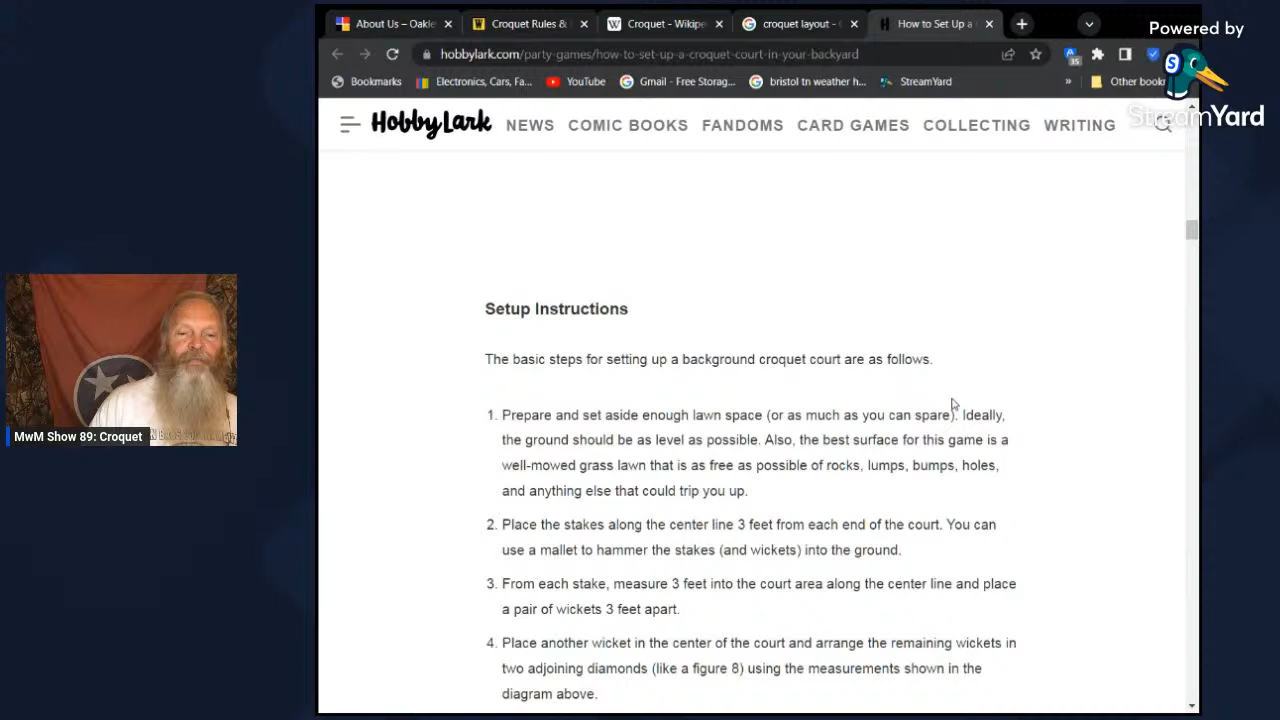 About Us – Oakle
Croquet Rules &
Croquet - Wikipe
croquet layout -
How to Set Up a
Powered by
StreamYard
hobbylark.com/party-games/how-to-set-up-a-croquet-court-in-your-backyard
35
Bookmarks
Electronics, Cars, Fa...
YouTube
Gmail - Free Storag...
bristol tn weather h...
StreamYard
»
Other book
HobbyLark
NEWS
COMIC BOOKS
FANDOMS
CARD GAMES
COLLECTING
WRITING
Setup Instructions
The basic steps for setting up a background croquet court are as follows.
1. Prepare and set aside enough lawn space (or as much as you can spare). Ideally,
the ground should be as level as possible. Also, the best surface for this game is a
well-mowed grass lawn that is as free as possible of rocks, lumps, bumps, holes,
and anything else that could trip you up.
2. Place the stakes along the center line 3 feet from each end of the court. You can
use a mallet to hammer the stakes (and wickets) into the ground.
3. From each stake, measure 3 feet into the court area along the center line and place
a pair of wickets 3 feet apart.
4. Place another wicket in the center of the court and arrange the remaining wickets in
two adjoining diamonds (like a figure 8) using the measurements shown in the
diagram above.
MwM Show 89: Croquet